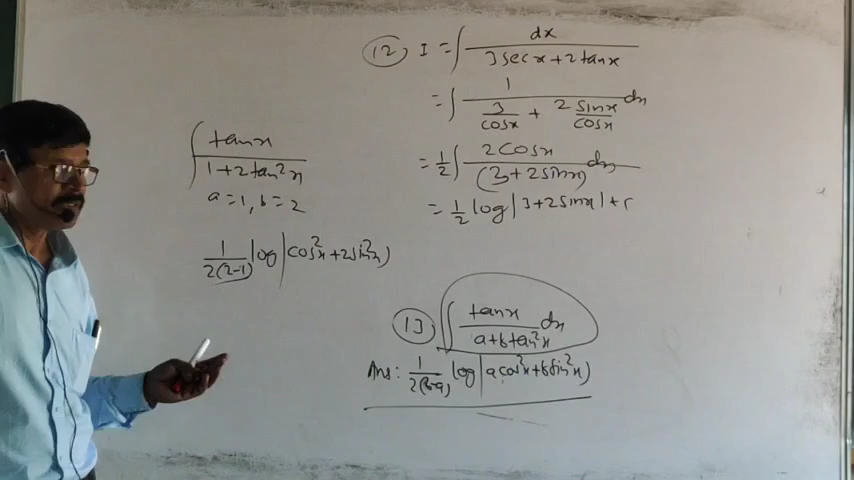 (12) I = ∫ dx / (3 sec x + 2 tan x)
= ∫ 1 / (3/cos x + 2 sin x/cos x) dx
= 1/2 ∫ 2 cos x / (3 + 2 sin x) dx
= 1/2 log | 3 + 2 sin x | + c
∫ tan x / (1 + 2 tan² x)
a = 1, b = 2
1/(2(2-1)) log | cos² x + 2 sin² x )
(13) ∫ tan x / (a + b tan² x) dx
Ans: 1/(2(b-a)) log | a cos² x + b sin² x )